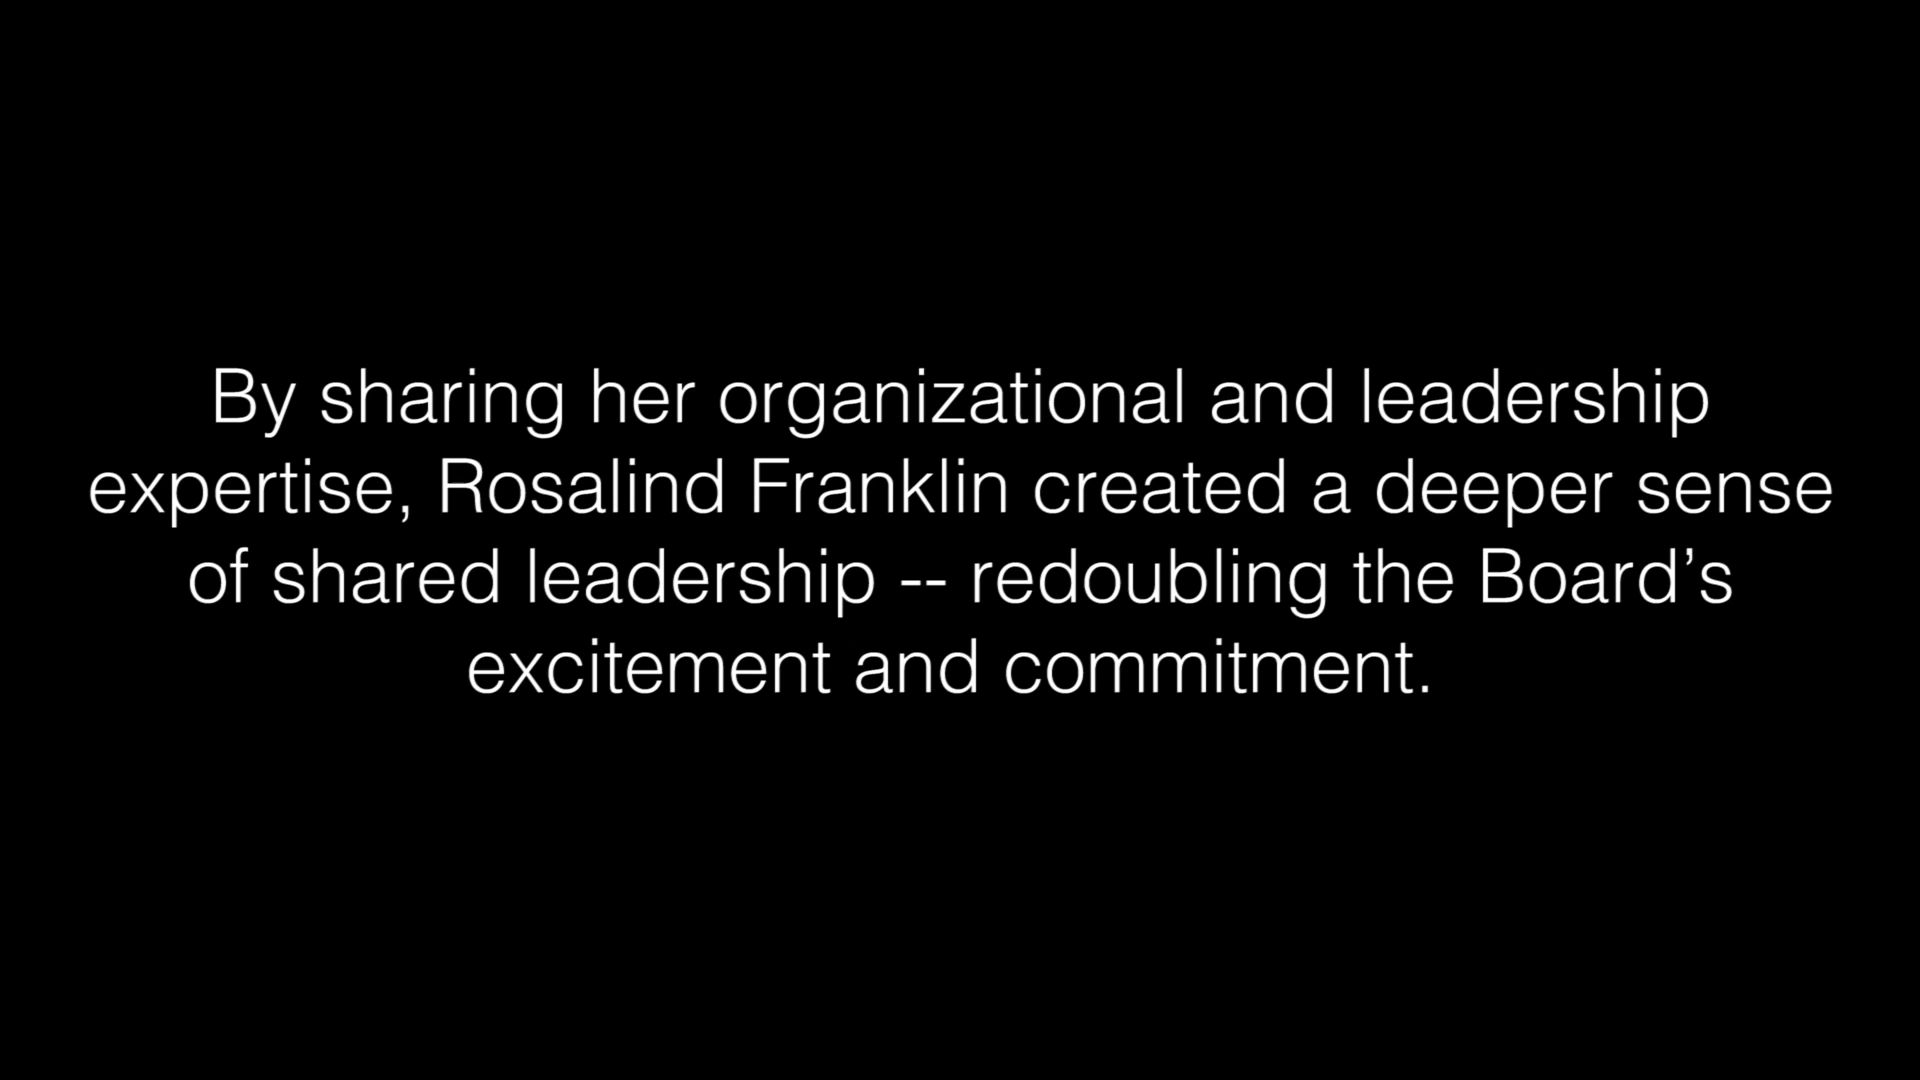 By sharing her organizational and leadership
expertise, Rosalind Franklin created a deeper sense
of shared leadership -- redoubling the Board’s
excitement and commitment.